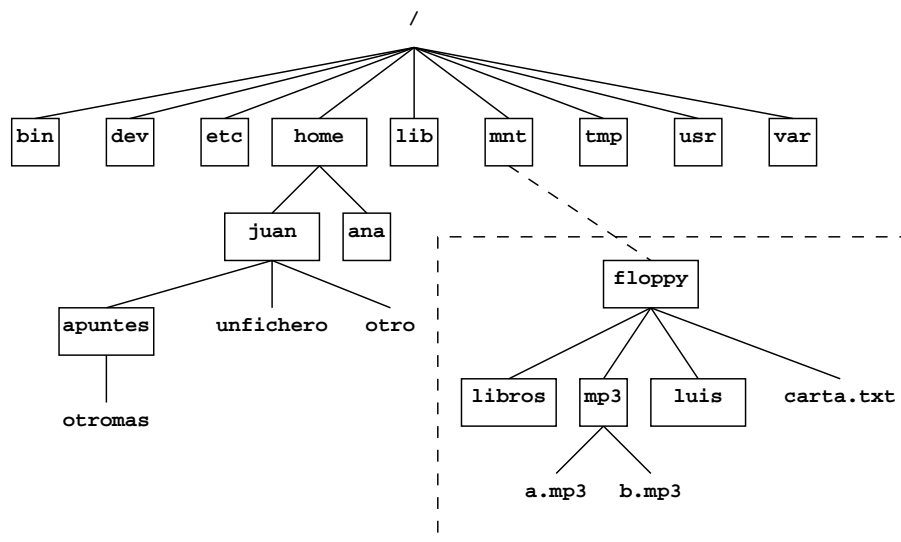 /
bin dev etc home lib mnt tmp usr var
juan ana
floppy
apuntes unfichero otro
libros mp3 luis carta.txt
otromas
a.mp3 b.mp3